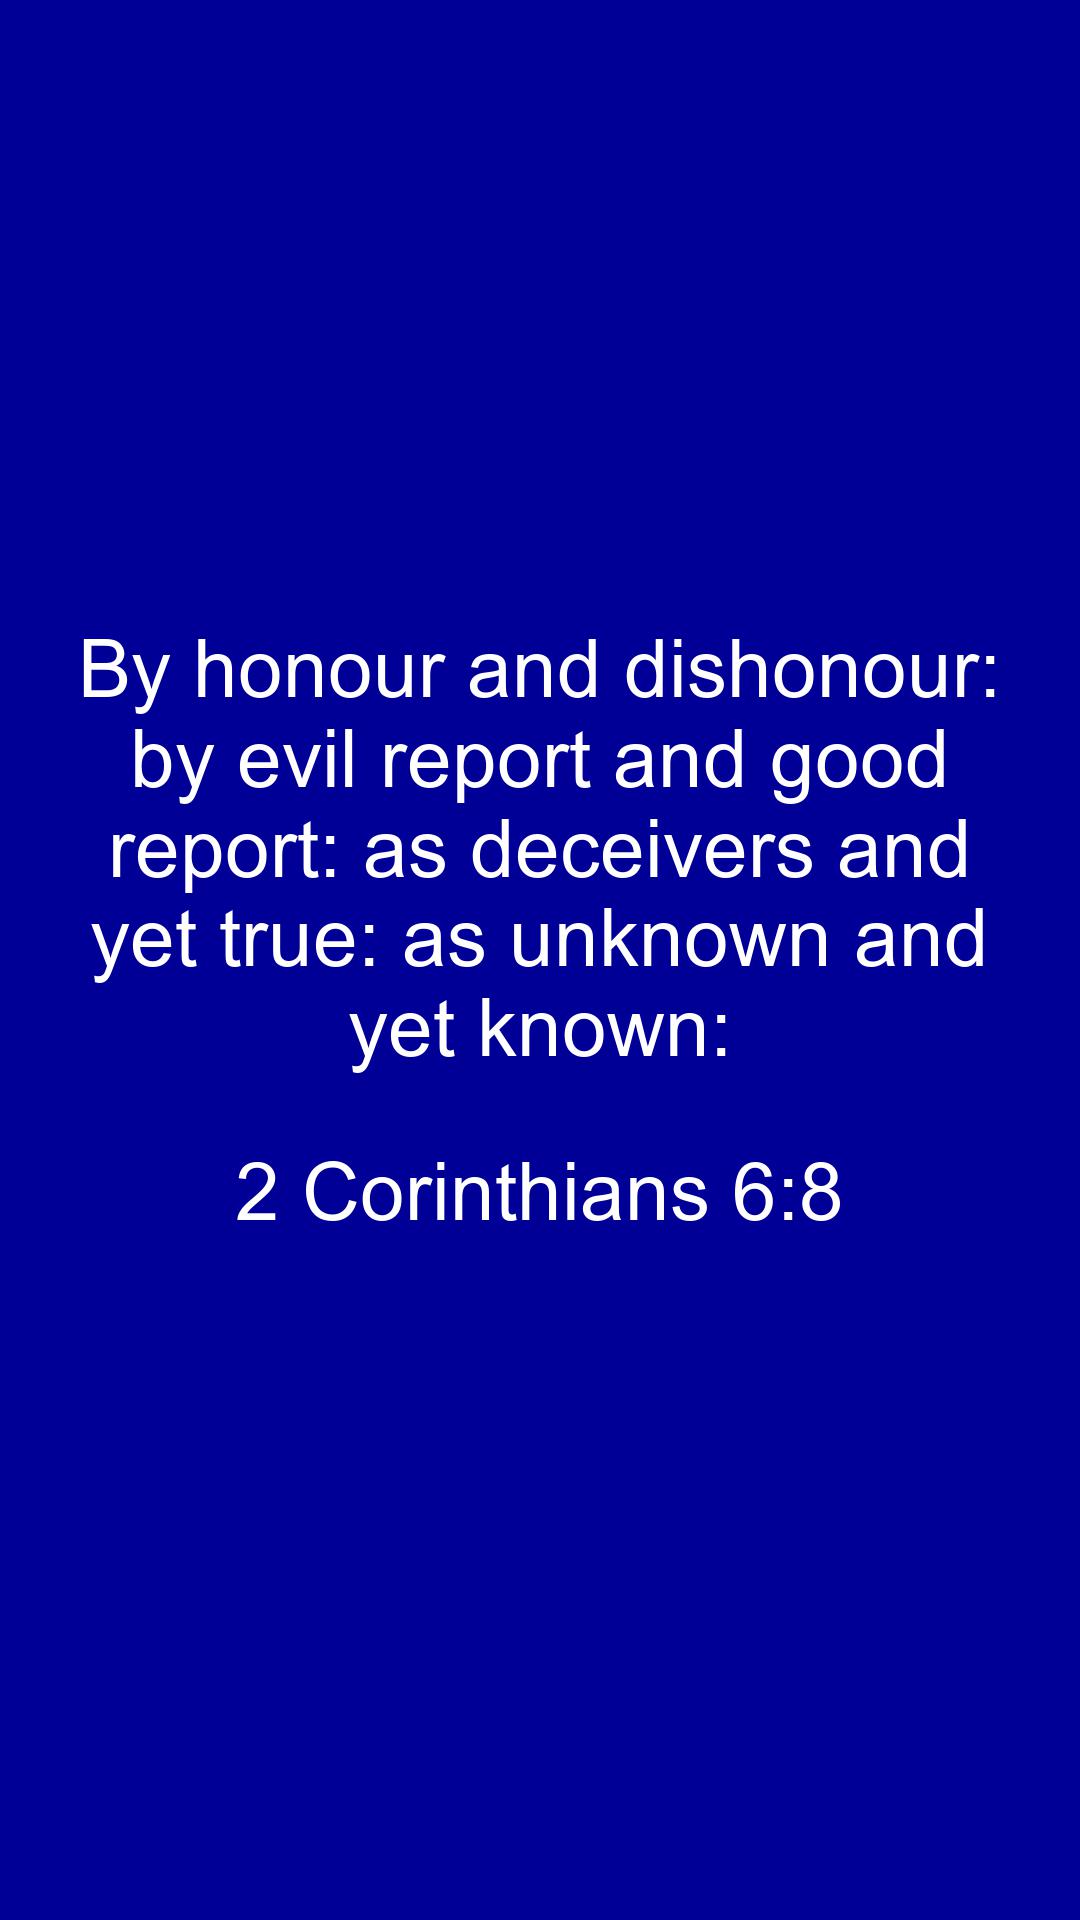 By honour and dishonour:
by evil report and good
report: as deceivers and
yet true: as unknown and
yet known:
2 Corinthians 6:8